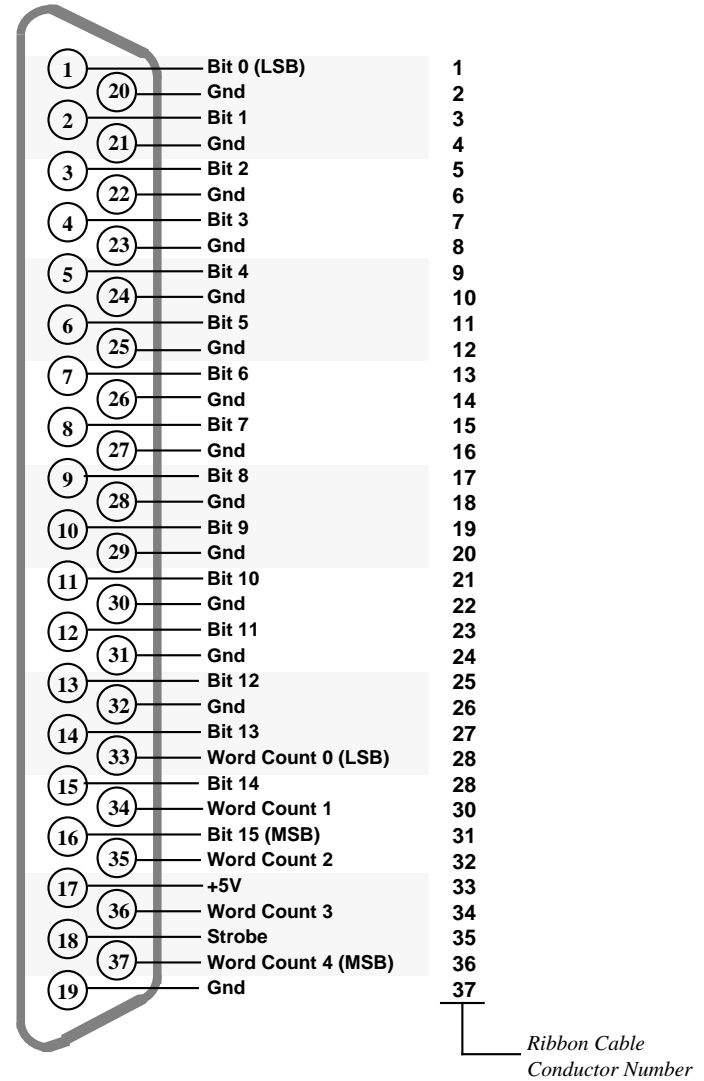 1 Bit 0 (LSB) 1
20 Gnd 2
2 Bit 1 3
21 Gnd 4
3 Bit 2 5
22 Gnd 6
4 Bit 3 7
23 Gnd 8
5 Bit 4 9
24 Gnd 10
6 Bit 5 11
25 Gnd 12
7 Bit 6 13
26 Gnd 14
8 Bit 7 15
27 Gnd 16
9 Bit 8 17
28 Gnd 18
10 Bit 9 19
29 Gnd 20
11 Bit 10 21
30 Gnd 22
12 Bit 11 23
31 Gnd 24
13 Bit 12 25
32 Gnd 26
14 Bit 13 27
33 Word Count 0 (LSB) 28
15 Bit 14 28
34 Word Count 1 30
16 Bit 15 (MSB) 31
35 Word Count 2 32
17 +5V 33
36 Word Count 3 34
18 Strobe 35
37 Word Count 4 (MSB) 36
19 Gnd 37
Ribbon Cable
Conductor Number